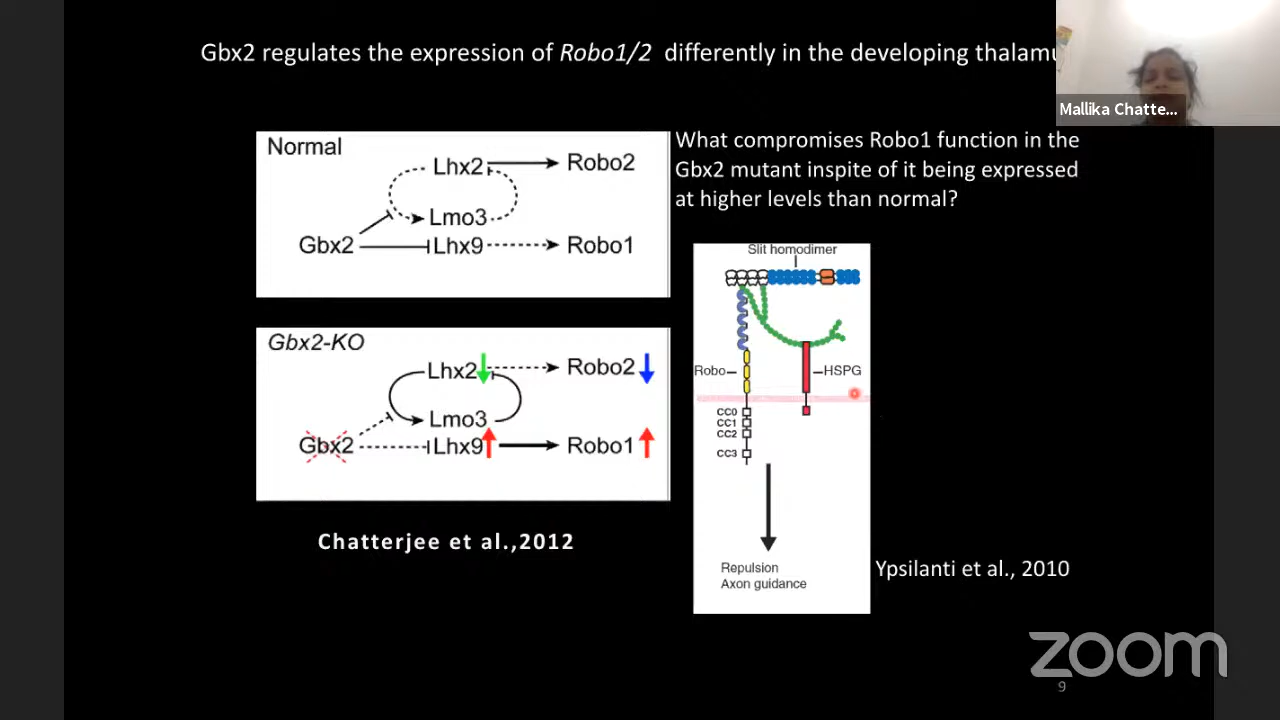 Gbx2 regulates the expression of Robo1/2 differently in the developing thalamu
Mallika Chatte...
Normal
Lhx2 Robo2
Lmo3
Gbx2 Lhx9 Robo1
What compromises Robo1 function in the
Gbx2 mutant inspite of it being expressed
at higher levels than normal?
Gbx2-KO
Lhx2 Robo2
Lmo3
Gbx2 Lhx9 Robo1
Chatterjee et al.,2012
Slit homodimer
Robo HSPG
CC0
CC1
CC2
CC3
Repulsion
Axon guidance
Ypsilanti et al., 2010
zoom
9